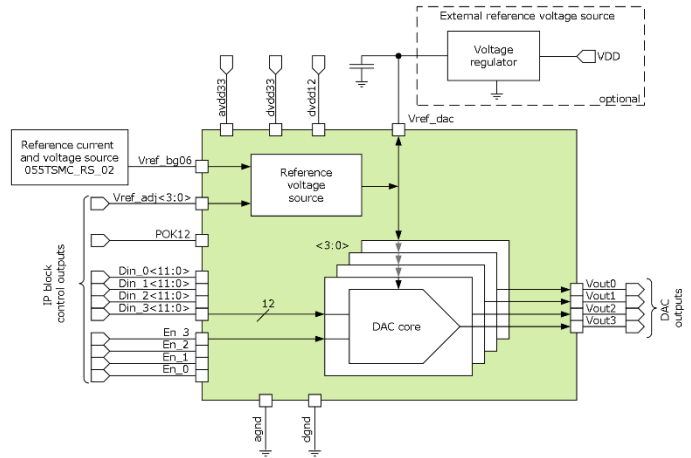 External reference voltage source
Voltage
regulator
VDD
optional
avdd33
dvdd33
dvdd12
Vref_dac
Reference current
and voltage source
055TSMC_RS_02
Vref_bg06
Reference
voltage
source
Vref_adj<3:0>
POK12
<3:0>
IP block
control outputs
Din_0<11:0>
Din_1<11:0>
Din_2<11:0>
Din_3<11:0>
12
DAC core
Vout0
Vout1
Vout2
Vout3
DAC
outputs
En_3
En_2
En_1
En_0
agnd
dgnd